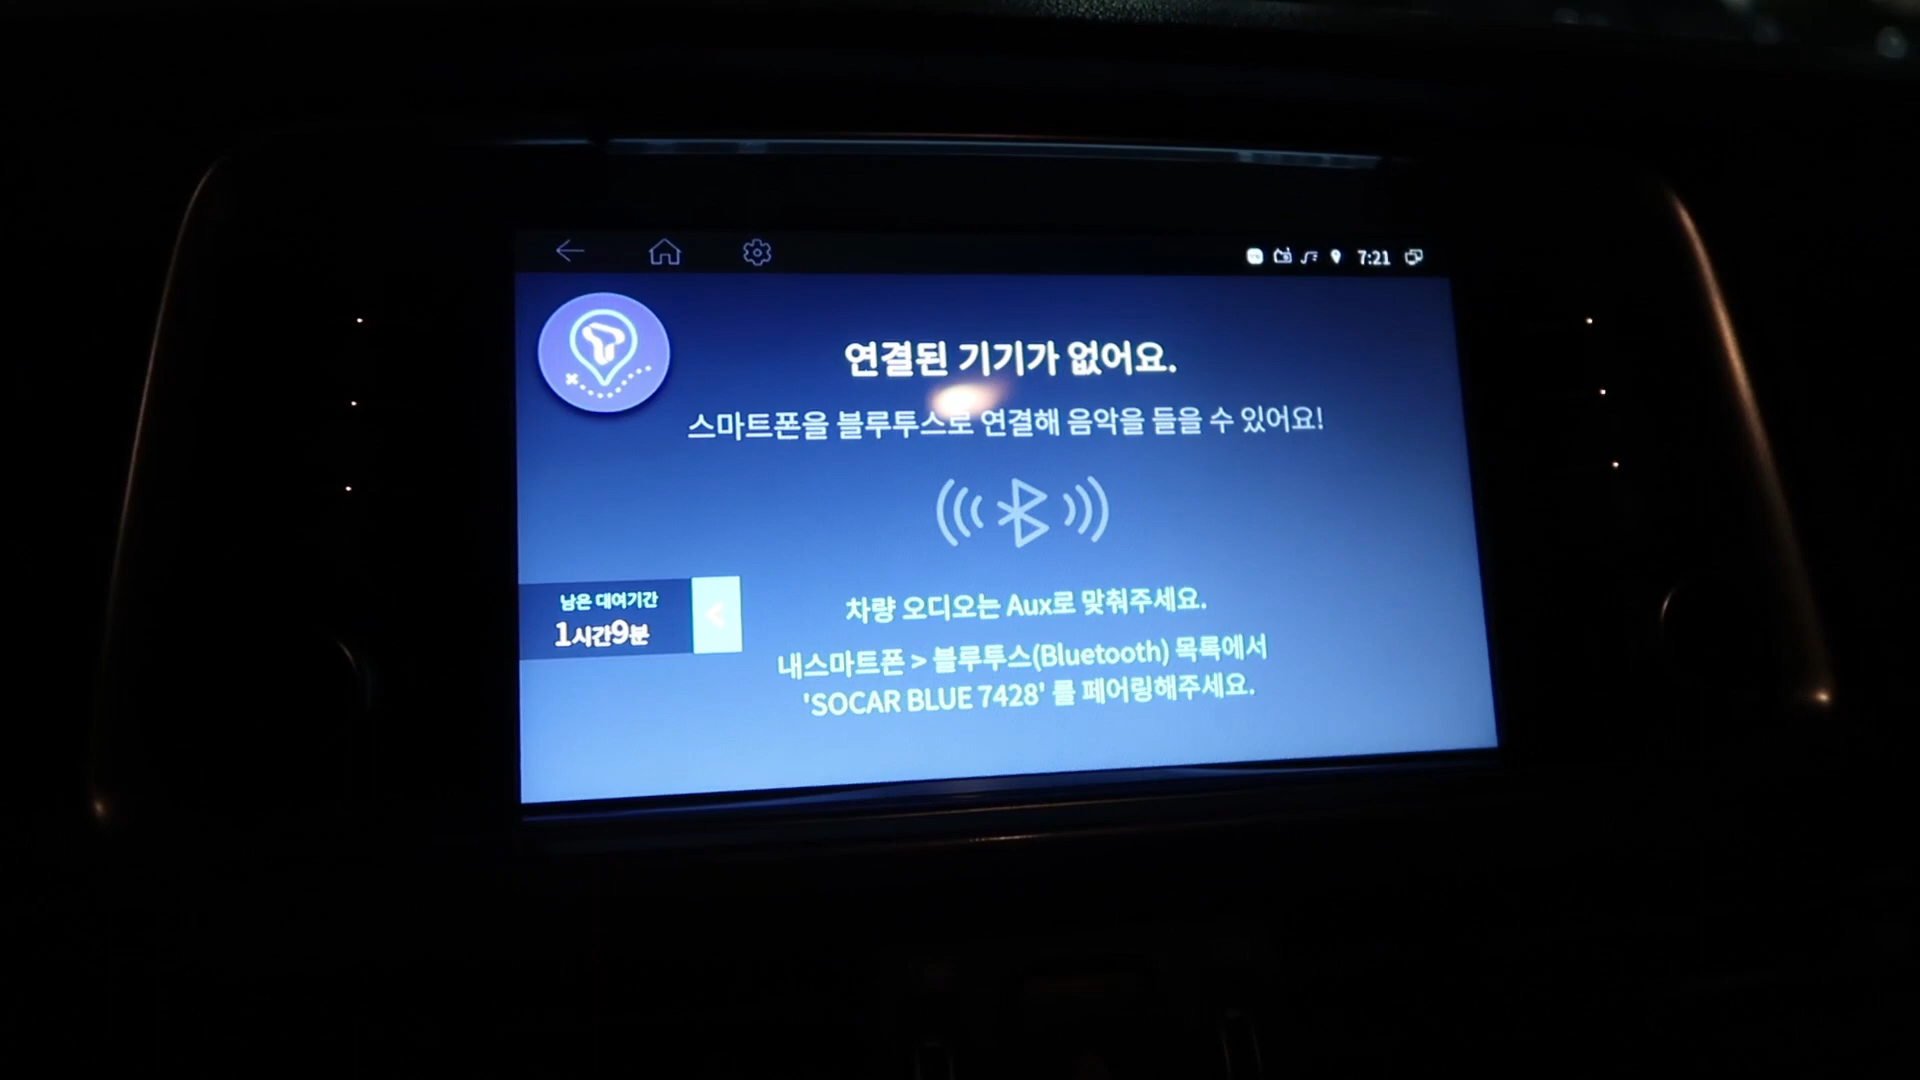 7:21
연결된 기기가 없어요.
스마트폰을 블루투스로 연결해 음악을 들을 수 있어요!
남은 대여기간
1시간9분
차량 오디오는 Aux로 맞춰주세요.
내스마트폰 > 블루투스(Bluetooth) 목록에서
'SOCAR BLUE 7428' 를 페어링해주세요.